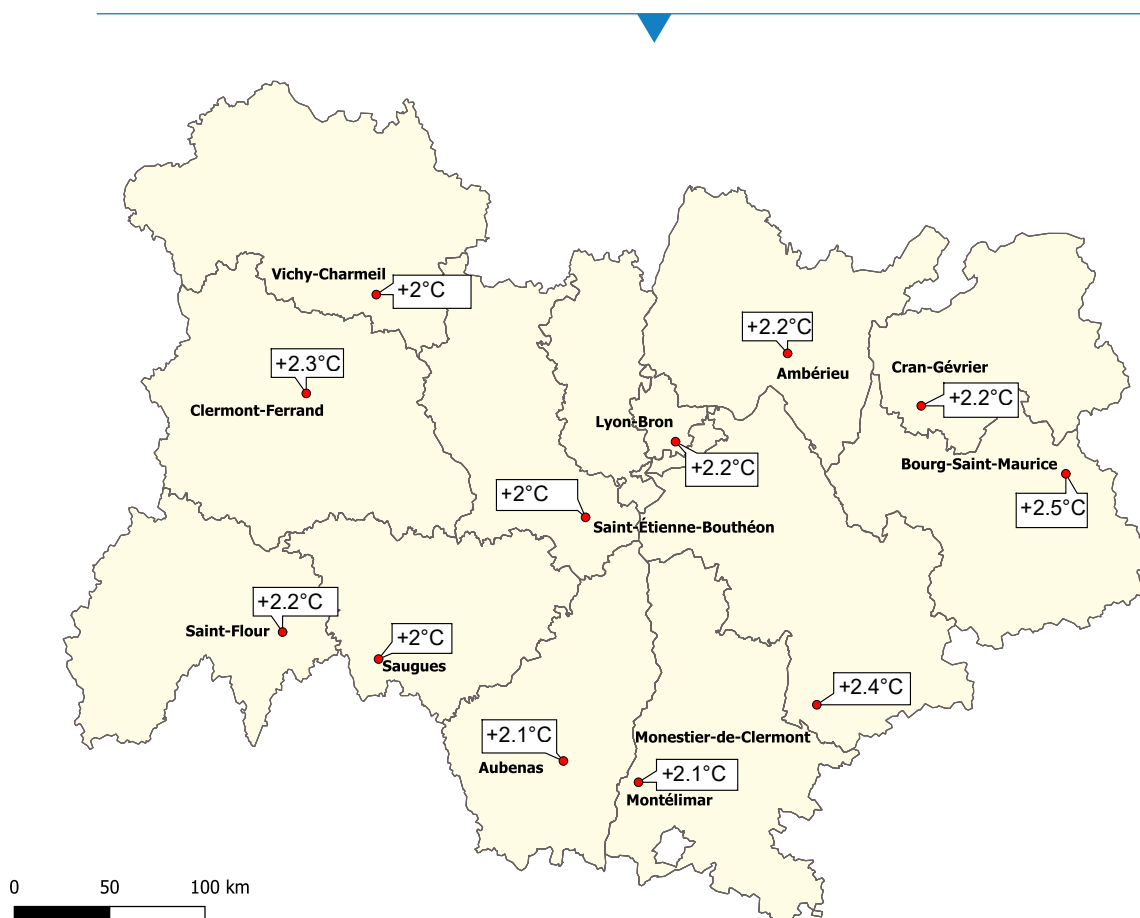 Vichy-Charmeil
+2°C
+2.2°C
+2.3°C
Ambérieu
Cran-Gévrier
+2.2°C
Clermont-Ferrand
Lyon-Bron
+2.2°C
Bourg-Saint-Maurice
+2.5°C
+2°C
Saint-Étienne-Bouthéon
+2.2°C
Saint-Flour
+2°C
Saugues
+2.4°C
+2.1°C
Monestier-de-Clermont
Aubenas
+2.1°C
Montélimar
0 50 100 km